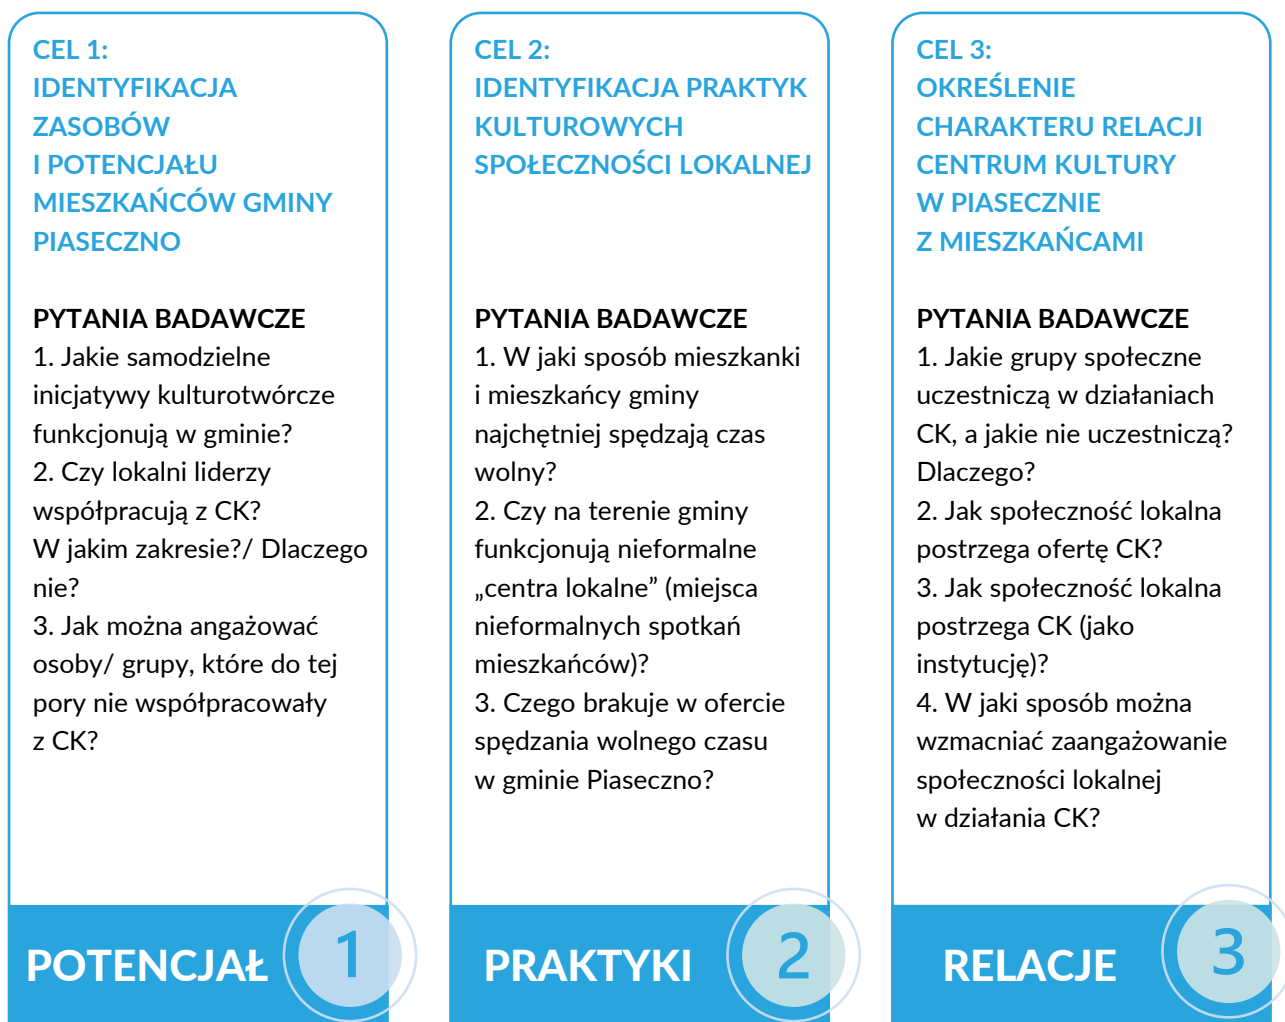 CEL 1:
IDENTYFIKACJA
ZASOBÓW
I POTENCJAŁU
MIESZKAŃCÓW GMINY
PIASECZNO
PYTANIA BADAWCZE
1. Jakie samodzielne
inicjatywy kulturotwórcze
funkcjonują w gminie?
2. Czy lokalni liderzy
współpracują z CK?
W jakim zakresie?/ Dlaczego
nie?
3. Jak można angażować
osoby/ grupy, które do tej
pory nie współpracowały
z CK?
POTENCJAŁ
1
CEL 2:
IDENTYFIKACJA PRAKTYK
KULTUROWYCH
SPOŁECZNOŚCI LOKALNEJ
PYTANIA BADAWCZE
1. W jaki sposób mieszkanki
i mieszkańcy gminy
najchętniej spędzają czas
wolny?
2. Czy na terenie gminy
funkcjonują nieformalne
„centra lokalne” (miejsca
nieformalnych spotkań
mieszkańców)?
3. Czego brakuje w ofercie
spędzania wolnego czasu
w gminie Piaseczno?
PRAKTYKI
2
CEL 3:
OKREŚLENIE
CHARAKTERU RELACJI
CENTRUM KULTURY
W PIASECZNIE
Z MIESZKAŃCAMI
PYTANIA BADAWCZE
1. Jakie grupy społeczne
uczestniczą w działaniach
CK, a jakie nie uczestniczą?
Dlaczego?
2. Jak społeczność lokalna
postrzega ofertę CK?
3. Jak społeczność lokalna
postrzega CK (jako
instytucję)?
4. W jaki sposób można
wzmacniać zaangażowanie
społeczności lokalnej
w działania CK?
RELACJE
3